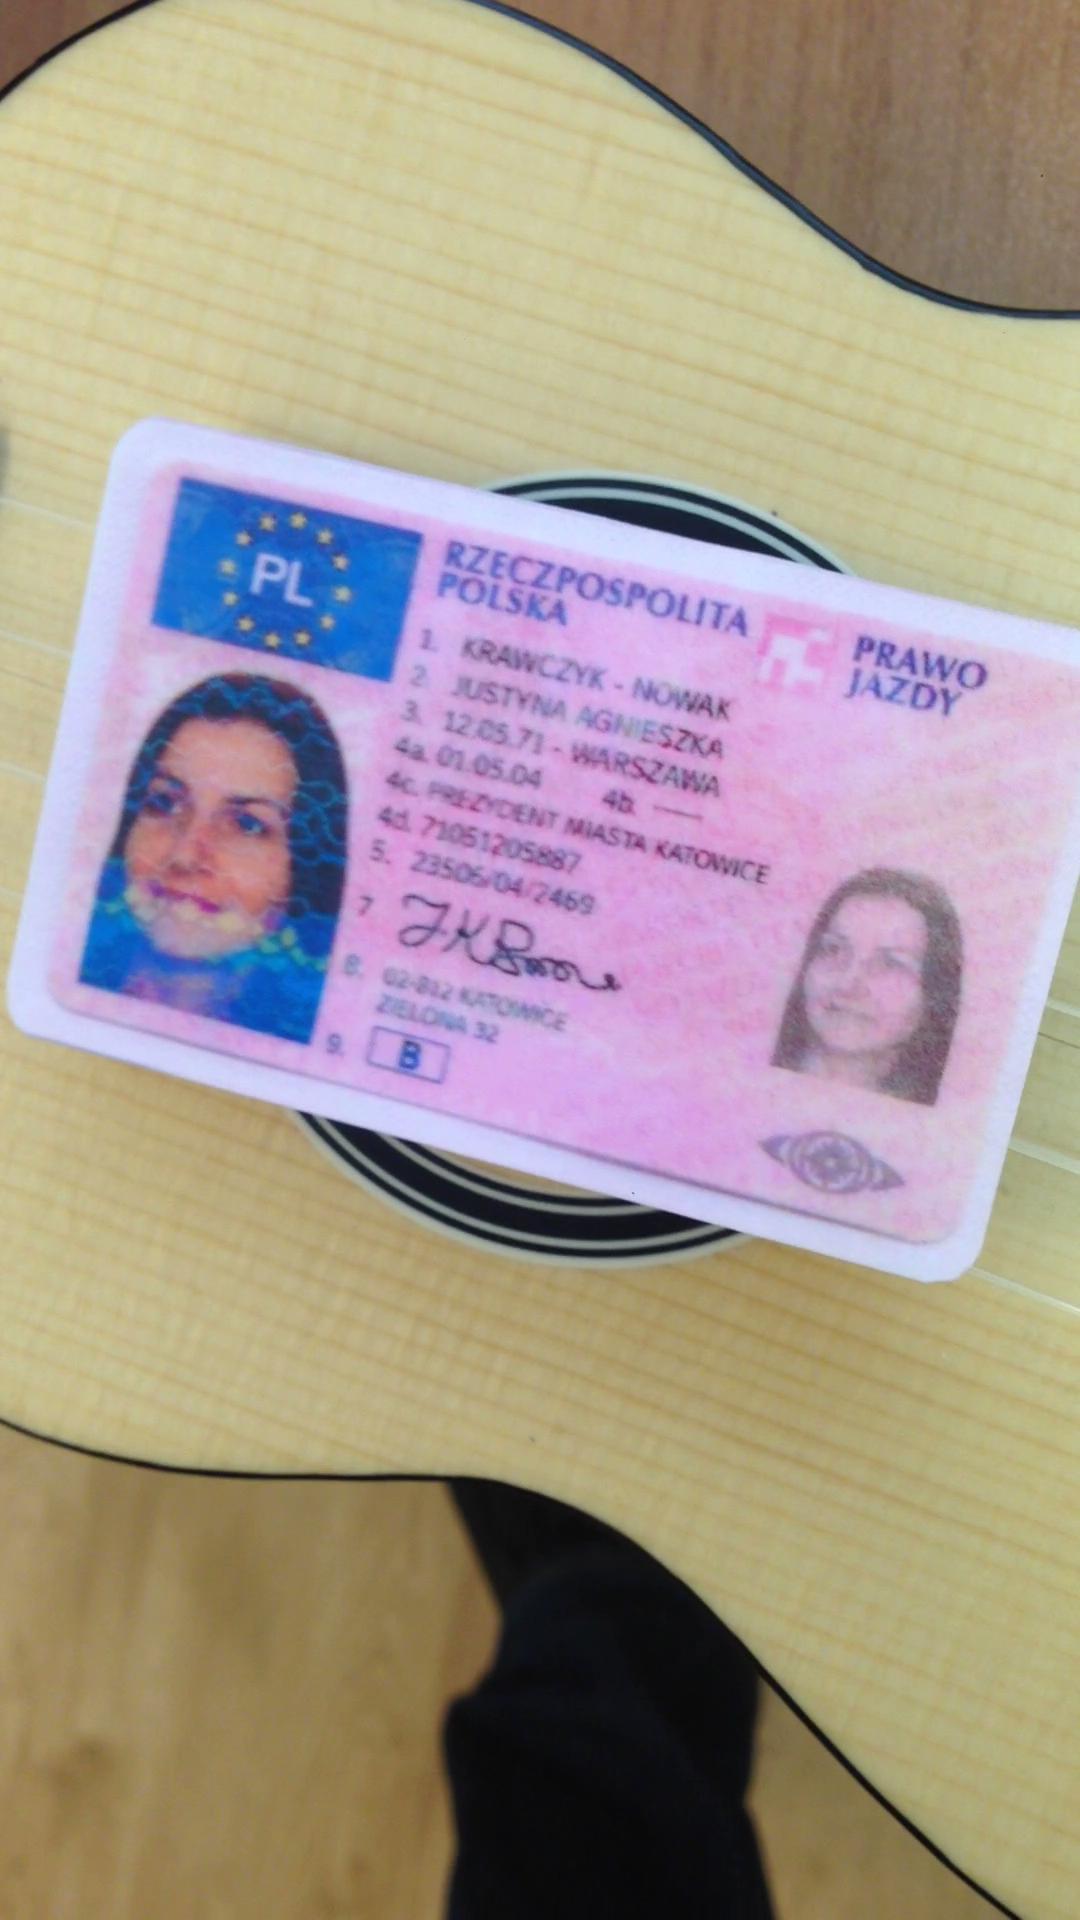 PL
RZECZPOSPOLITA
POLSKA
PRAWO
JAZDY
1. KRAWCZYK - NOWAK
2. JUSTYNA AGNIESZKA
3. 12.05.71 - WARSZAWA
4a. 01.05.04 4b. ——
4c. PREZYDENT MIASTA KATOWICE
4d. 71051205887
5. 23506/04/2469
7
8. 02-812 KATOWICE
ZIELONA 32
9. B